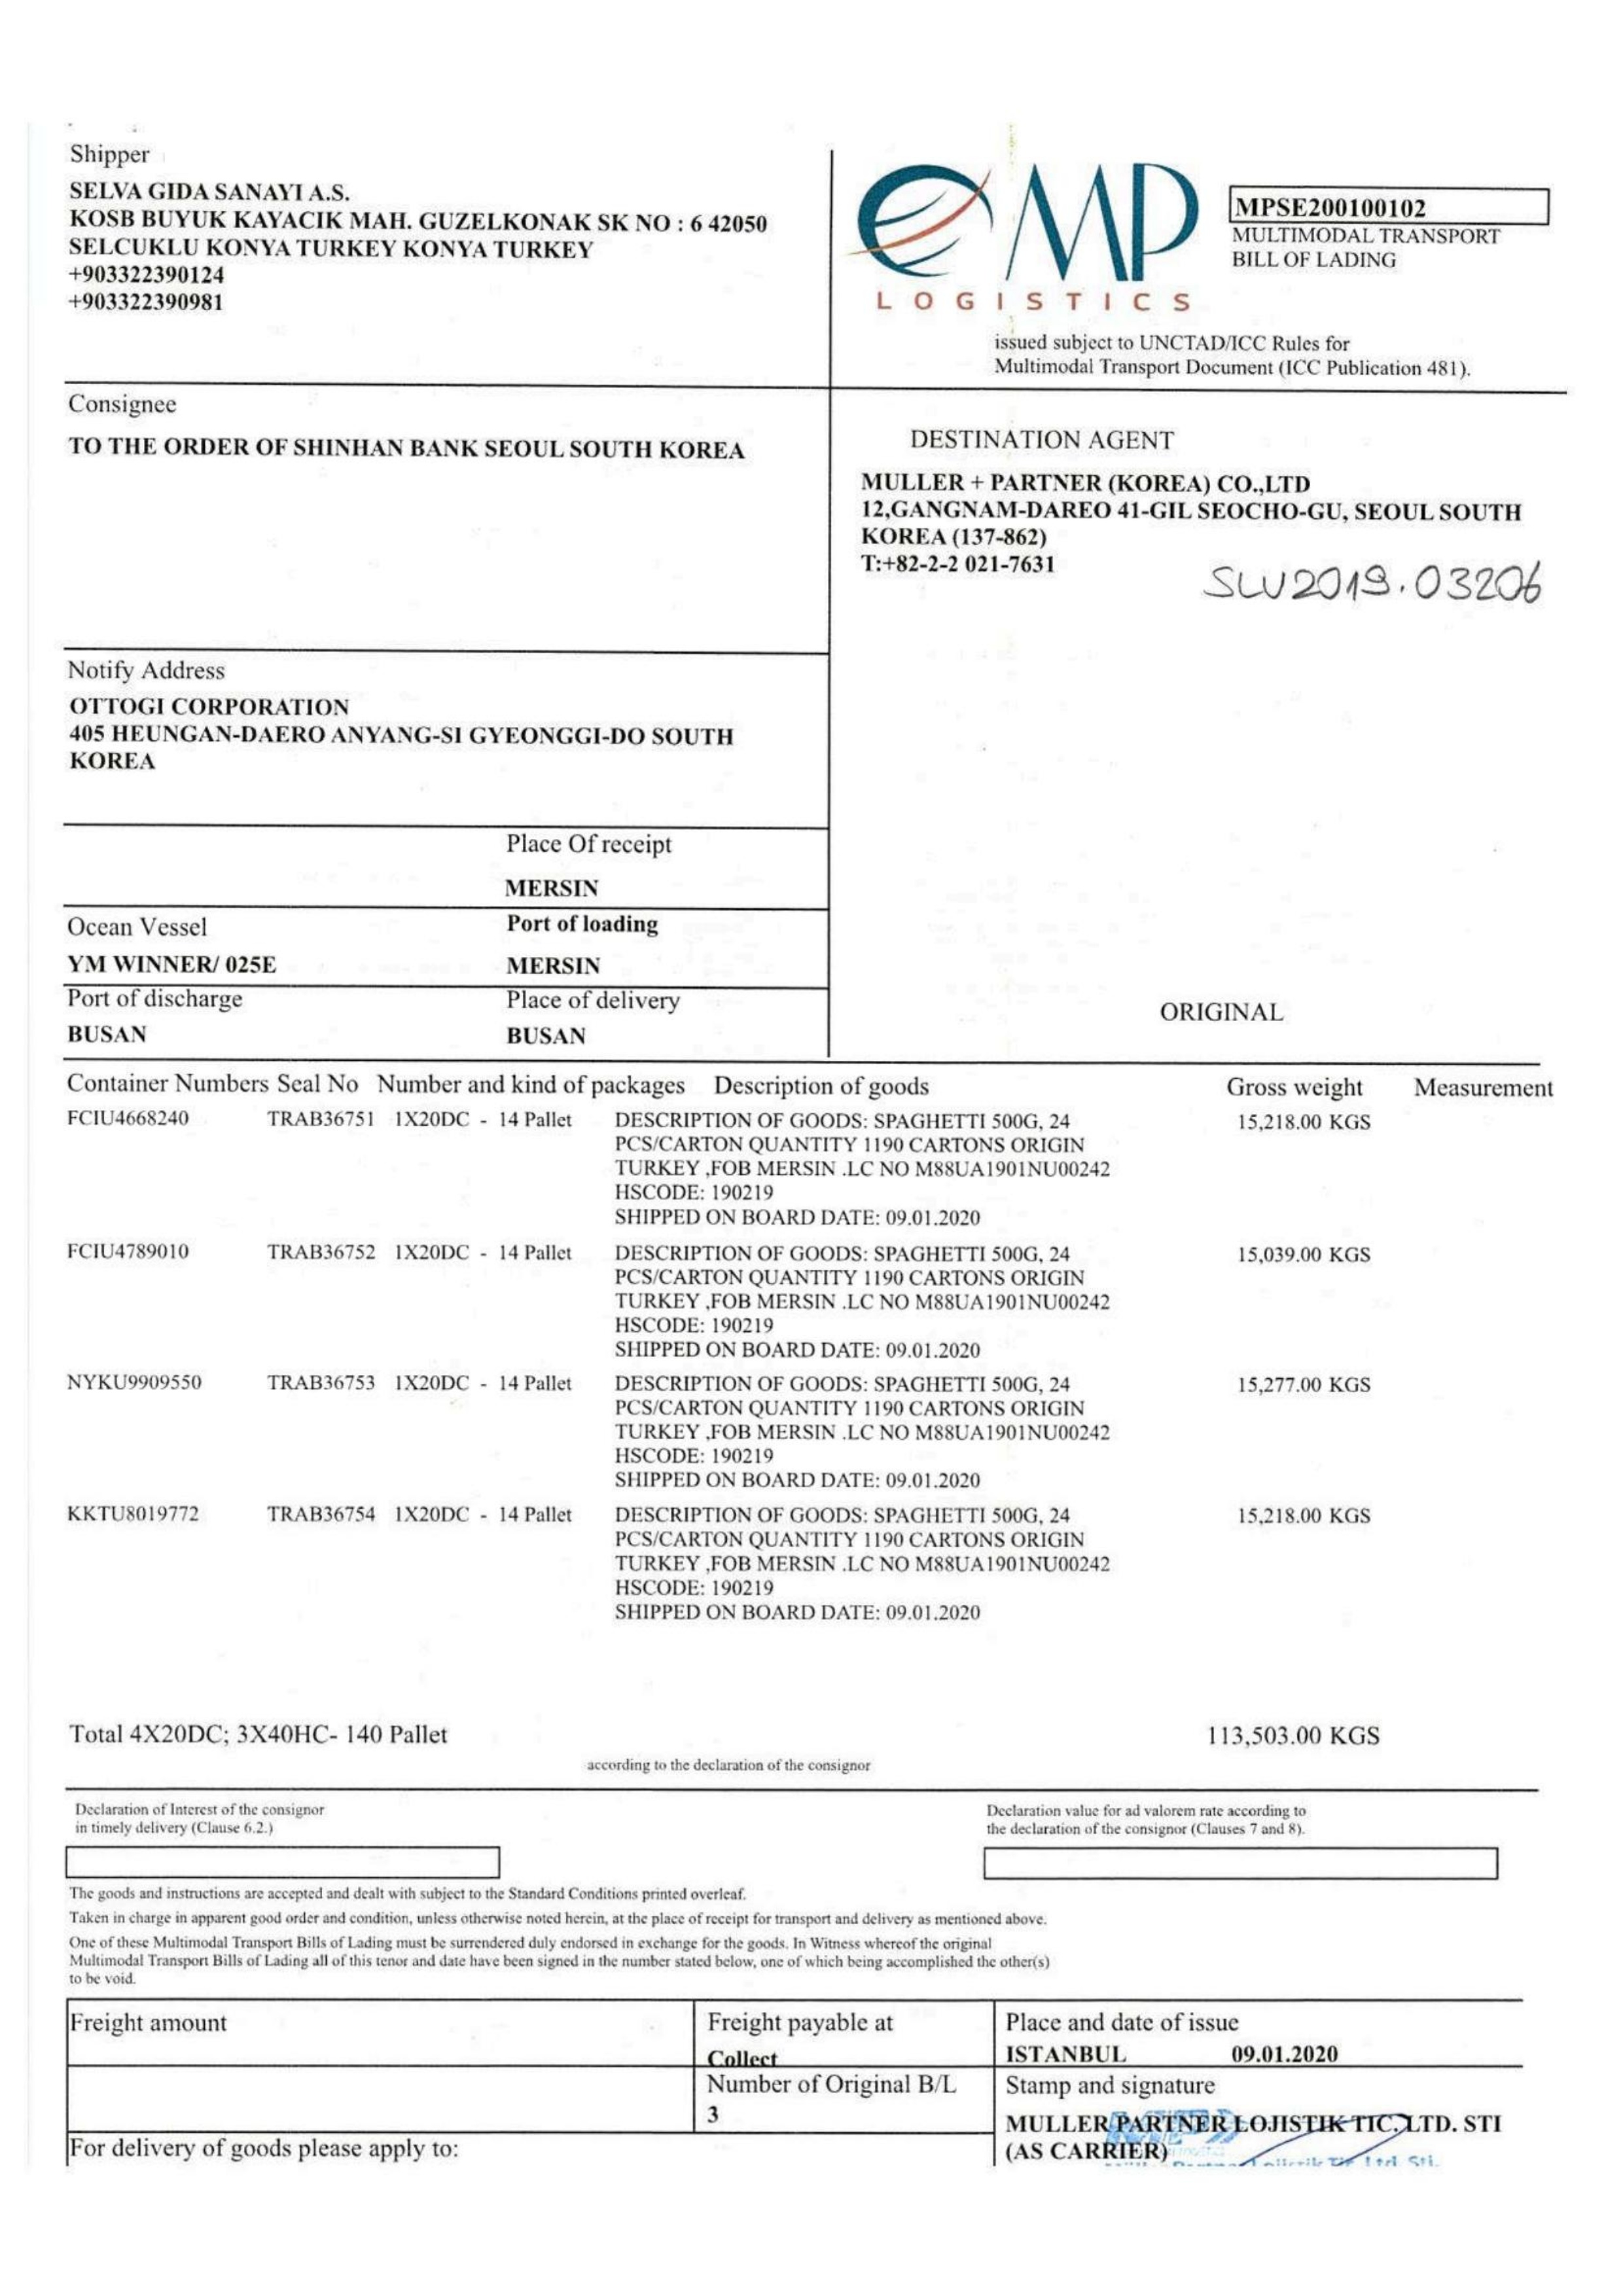 Shipper
SELVA GIDA SANAYI A.S.
KOSB BUYUK KAYACIK MAH. GUZELKONAK SK NO : 6 42050
SELCUKLU KONYA TURKEY KONYA TURKEY
+903322390124
+903322390981
MP
LOGISTICS
MPSE200100102
MULTIMODAL TRANSPORT
BILL OF LADING
issued subject to UNCTAD/ICC Rules for
Multimodal Transport Document (ICC Publication 481).
Consignee
TO THE ORDER OF SHINHAN BANK SEOUL SOUTH KOREA
DESTINATION AGENT
MULLER + PARTNER (KOREA) CO.,LTD
12,GANGNAM-DAREO 41-GIL SEOCHO-GU, SEOUL SOUTH
KOREA (137-862)
T:+82-2-2 021-7631
SLV2019.03206
Notify Address
OTTOGI CORPORATION
405 HEUNGAN-DAERO ANYANG-SI GYEONGGI-DO SOUTH
KOREA
Place Of receipt
MERSIN
Ocean Vessel Port of loading
YM WINNER/ 025E MERSIN
Port of discharge Place of delivery
BUSAN BUSAN
ORIGINAL
Container Numbers Seal No Number and kind of packages Description of goods Gross weight Measurement
FCIU4668240 TRAB36751 1X20DC - 14 Pallet DESCRIPTION OF GOODS: SPAGHETTI 500G, 24 15,218.00 KGS
PCS/CARTON QUANTITY 1190 CARTONS ORIGIN
TURKEY ,FOB MERSIN .LC NO M88UA1901NU00242
HSCODE: 190219
SHIPPED ON BOARD DATE: 09.01.2020
FCIU4789010 TRAB36752 1X20DC - 14 Pallet DESCRIPTION OF GOODS: SPAGHETTI 500G, 24 15,039.00 KGS
PCS/CARTON QUANTITY 1190 CARTONS ORIGIN
TURKEY ,FOB MERSIN .LC NO M88UA1901NU00242
HSCODE: 190219
SHIPPED ON BOARD DATE: 09.01.2020
NYKU9909550 TRAB36753 1X20DC - 14 Pallet DESCRIPTION OF GOODS: SPAGHETTI 500G, 24 15,277.00 KGS
PCS/CARTON QUANTITY 1190 CARTONS ORIGIN
TURKEY ,FOB MERSIN .LC NO M88UA1901NU00242
HSCODE: 190219
SHIPPED ON BOARD DATE: 09.01.2020
KKTU8019772 TRAB36754 1X20DC - 14 Pallet DESCRIPTION OF GOODS: SPAGHETTI 500G, 24 15,218.00 KGS
PCS/CARTON QUANTITY 1190 CARTONS ORIGIN
TURKEY ,FOB MERSIN .LC NO M88UA1901NU00242
HSCODE: 190219
SHIPPED ON BOARD DATE: 09.01.2020
Total 4X20DC; 3X40HC- 140 Pallet 113,503.00 KGS
according to the declaration of the consignor
Declaration of Interest of the consignor
in timely delivery (Clause 6.2.)
Declaration value for ad valorem rate according to
the declaration of the consignor (Clauses 7 and 8).
The goods and instructions are accepted and dealt with subject to the Standard Conditions printed overleaf.
Taken in charge in apparent good order and condition, unless otherwise noted herein, at the place of receipt for transport and delivery as mentioned above.
One of these Multimodal Transport Bills of Lading must be surrendered duly endorsed in exchange for the goods. In Witness whereof the original
Multimodal Transport Bills of Lading all of this tenor and date have been signed in the number stated below, one of which being accomplished the other(s)
to be void.
Freight amount
Freight payable at
Collect
Place and date of issue
ISTANBUL 09.01.2020
Number of Original B/L
3
Stamp and signature
MULLER PARTNER LOJISTIK TIC. LTD. STI
(AS CARRIER)
For delivery of goods please apply to: